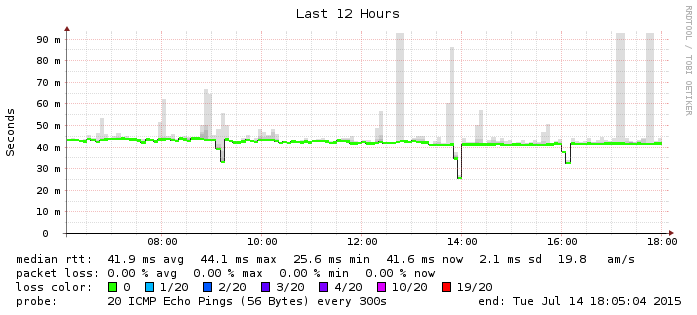 Last 12 Hours
RRDTOOL / TOBI OETIKER
Seconds
90 m
80 m
70 m
60 m
50 m
40 m
30 m
20 m
10 m
0
08:00 10:00 12:00 14:00 16:00 18:00
median rtt: 41.9 ms avg 44.1 ms max 25.6 ms min 41.6 ms now 2.1 ms sd 19.8 am/s
packet loss: 0.00 % avg 0.00 % max 0.00 % min 0.00 % now
loss color: 0 1/20 2/20 3/20 4/20 10/20 19/20
probe: 20 ICMP Echo Pings (56 Bytes) every 300s end: Tue Jul 14 18:05:04 2015